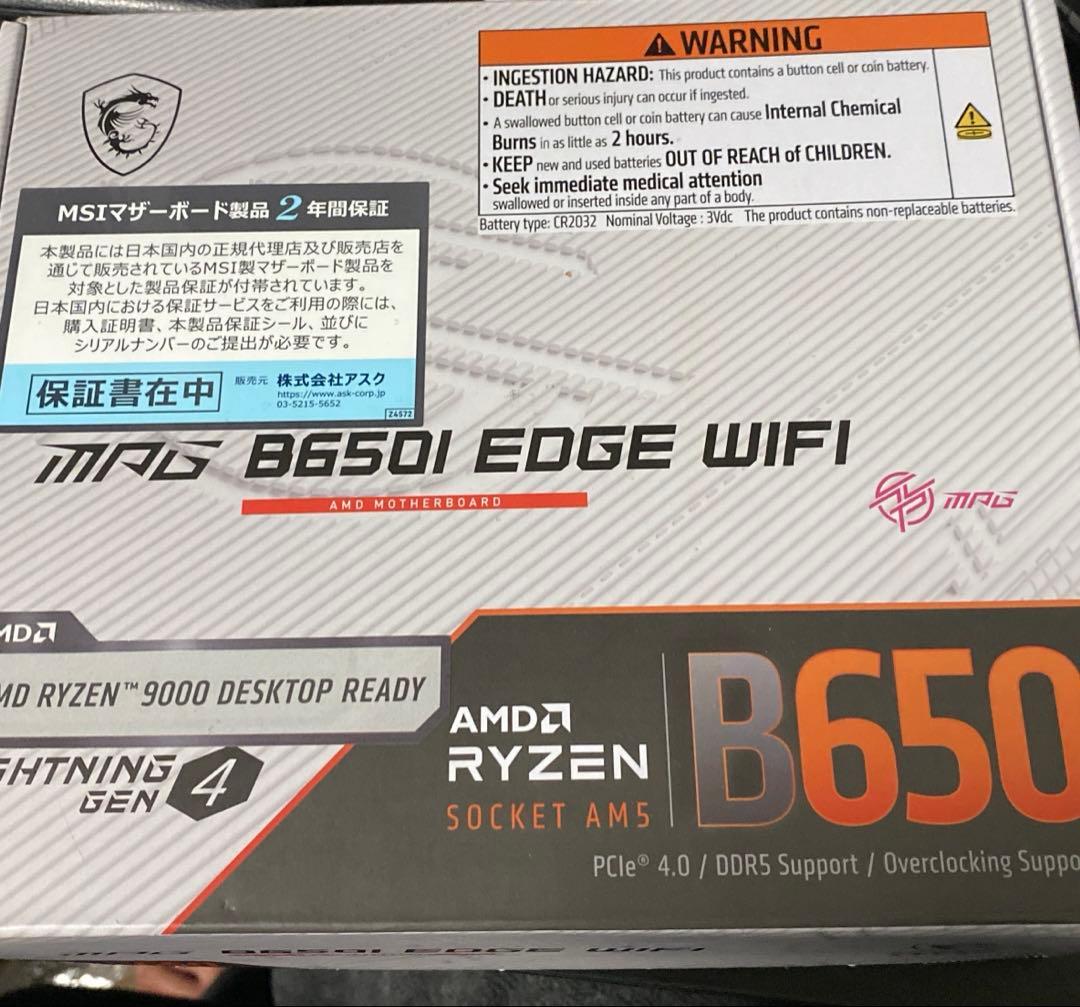 WARNING
• INGESTION HAZARD: This product contains a button cell or coin battery.
• DEATH or serious injury can occur if ingested.
• A swallowed button cell or coin battery can cause Internal Chemical
Burns in as little as 2 hours.
• KEEP new and used batteries OUT OF REACH of CHILDREN.
• Seek immediate medical attention
swallowed or inserted inside any part of a body.
Battery type: CR2032 Nominal Voltage : 3Vdc The product contains non-replaceable batteries.
MSIマザーボード製品 2 年間保証
本製品には日本国内の正規代理店及び販売店を
通じて販売されているMSI製マザーボード製品を
対象とした製品保証が付帯されています。
日本国内における保証サービスをご利用の際には、
購入証明書、本製品保証シール、並びに
シリアルナンバーのご提出が必要です。
保証書在中
販売元 株式会社アスク
https://www.ask-corp.jp
03-5215-5652
Z4572
MPG B650I EDGE WIFI
AMD MOTHERBOARD
MPG
MD
MD RYZEN™ 9000 DESKTOP READY
GHTNING
GEN 4
AMD
RYZEN
SOCKET AM5
B650
PCIe® 4.0 / DDR5 Support / Overclocking Suppo
MPG B650I EDGE WIFI